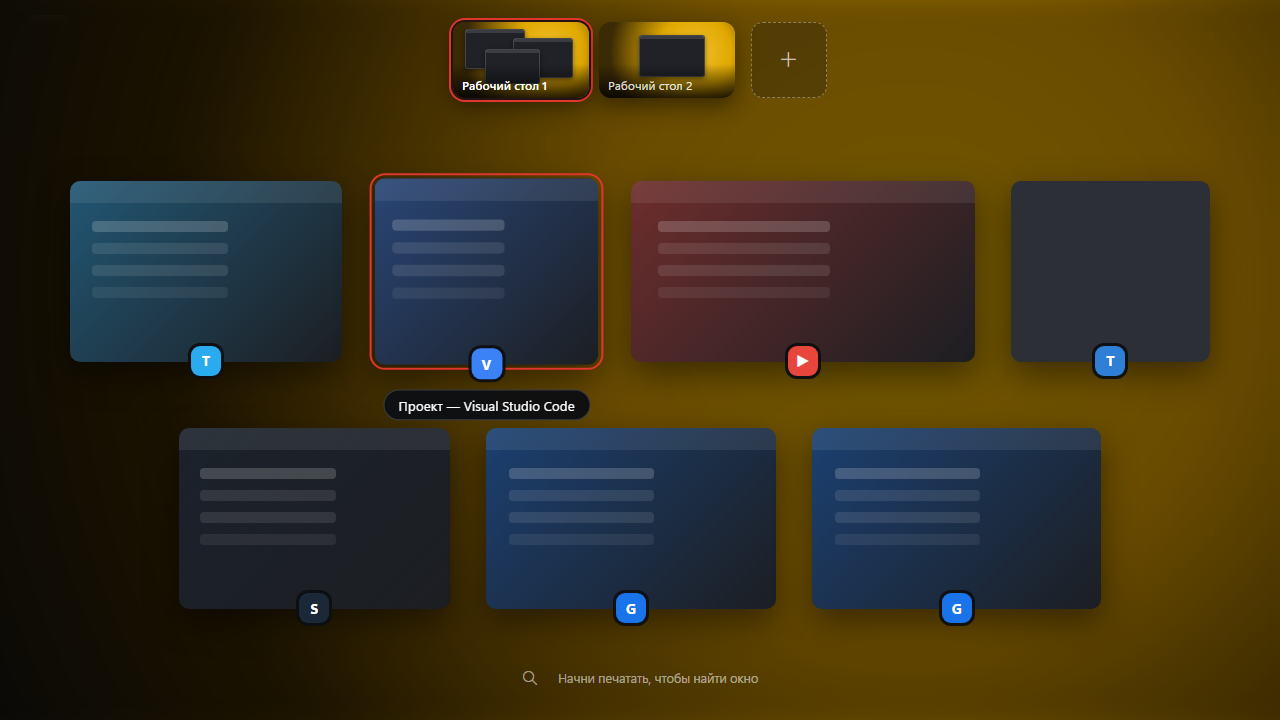 Рабочий стол 1
Рабочий стол 2
T
V
T
Проект — Visual Studio Code
S
G
G
Начни печатать, чтобы найти окно